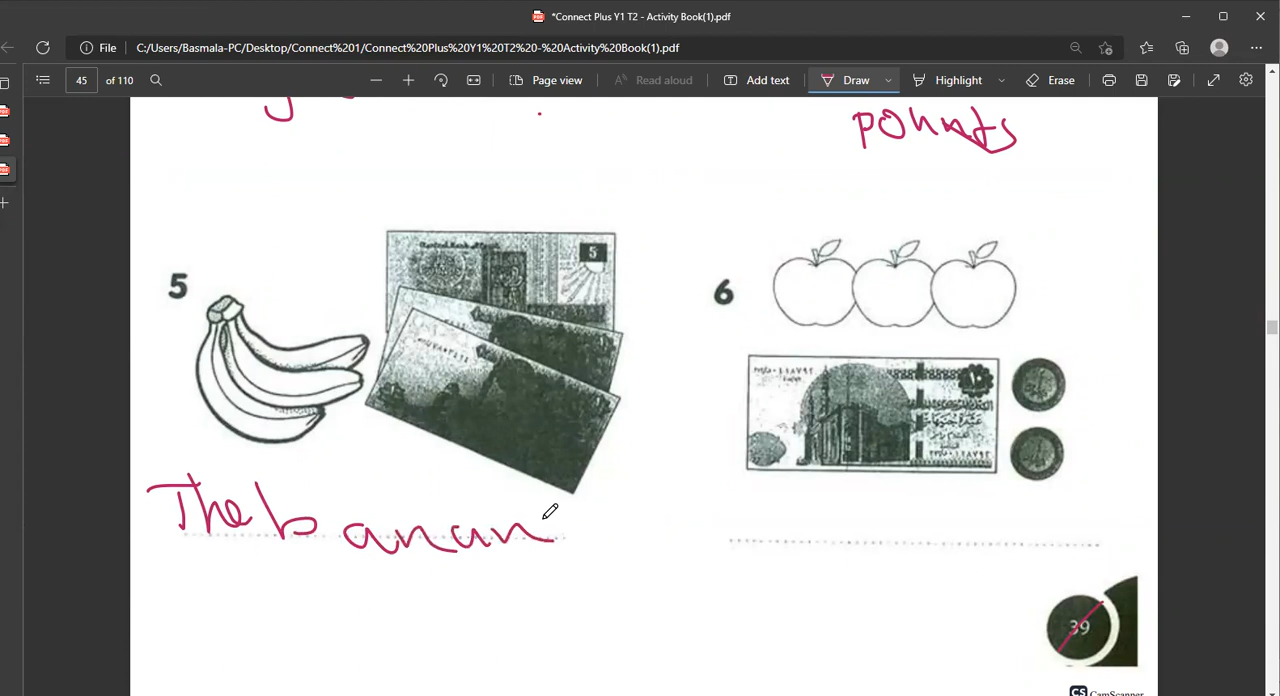 *Connect Plus Y1 T2 - Activity Book(1).pdf
File C:/Users/Basmala-PC/Desktop/Connect%201/Connect%20Plus%20Y1%20T2%20-%20Activity%20Book(1).pdf
45 of 110 Page view Read aloud Add text Draw Highlight Erase
pounds
5
5
6
١٠
The banan
39
CS CamScanner